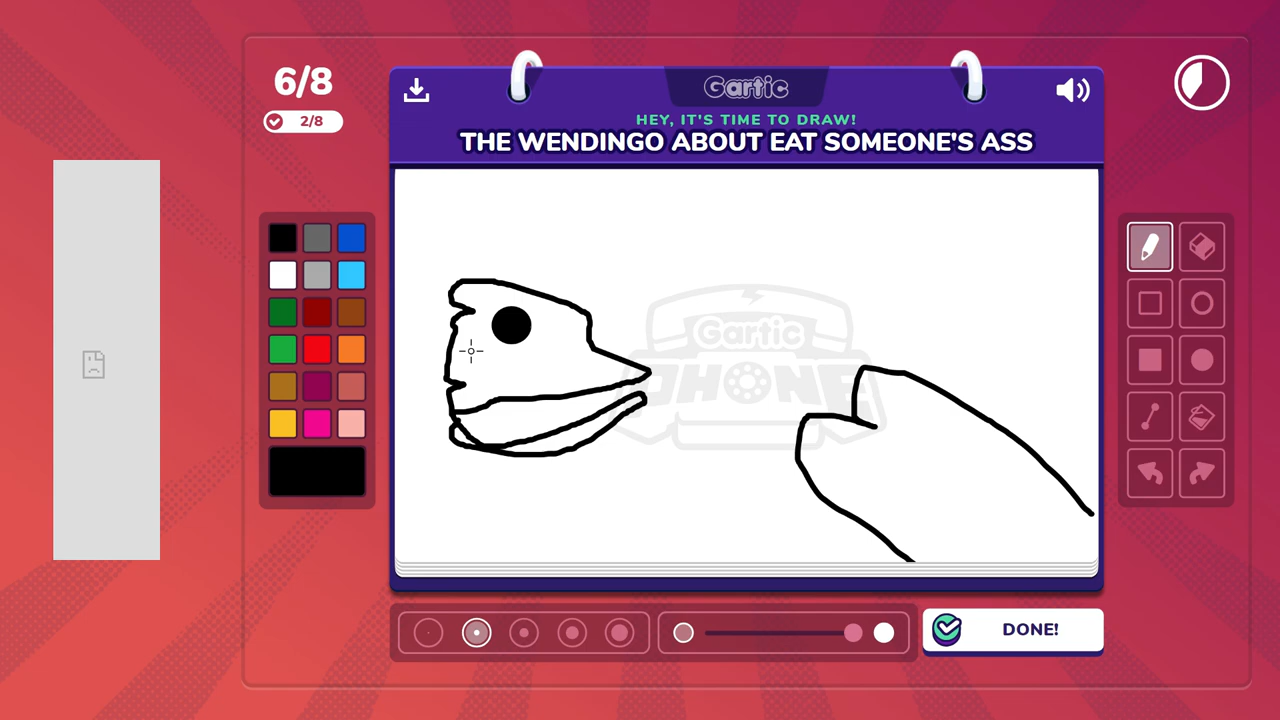 6/8
2/8
Gartic
HEY, IT'S TIME TO DRAW!
THE WENDINGO ABOUT EAT SOMEONE'S ASS
Gartic
PHONE
DONE!